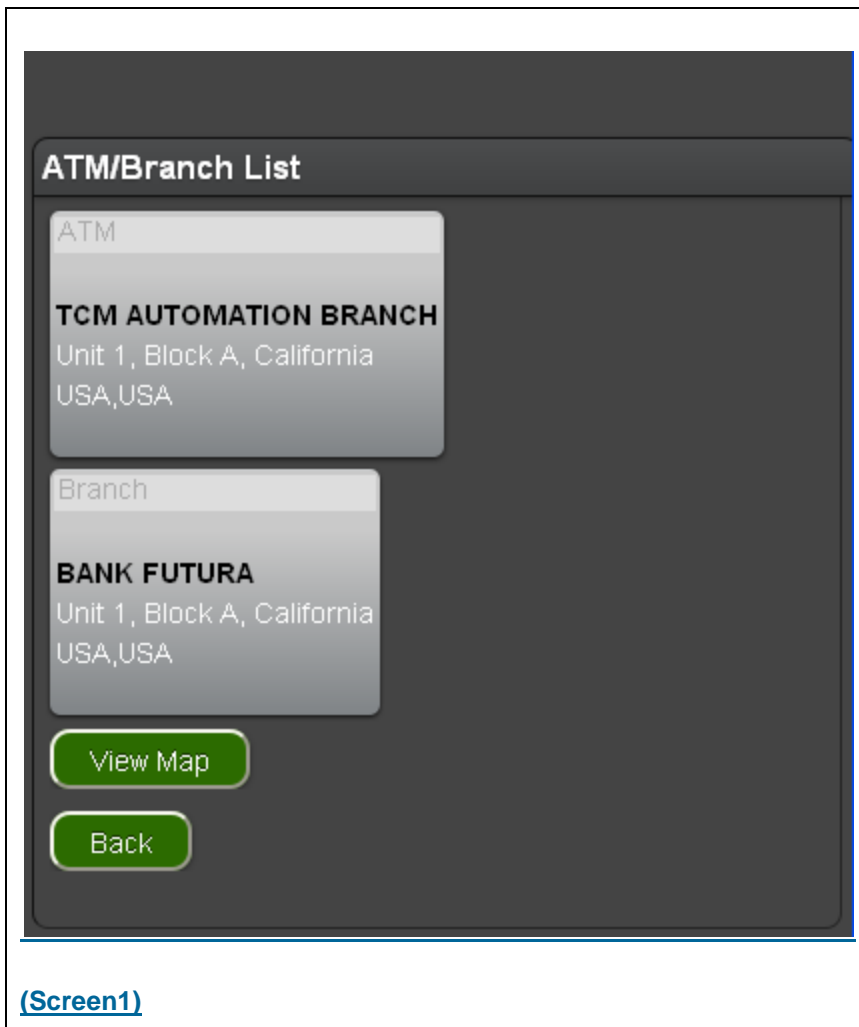 ATM/Branch List
ATM
TCM AUTOMATION BRANCH
Unit 1, Block A, California
USA,USA
Branch
BANK FUTURA
Unit 1, Block A, California
USA,USA
View Map
Back
(Screen1)